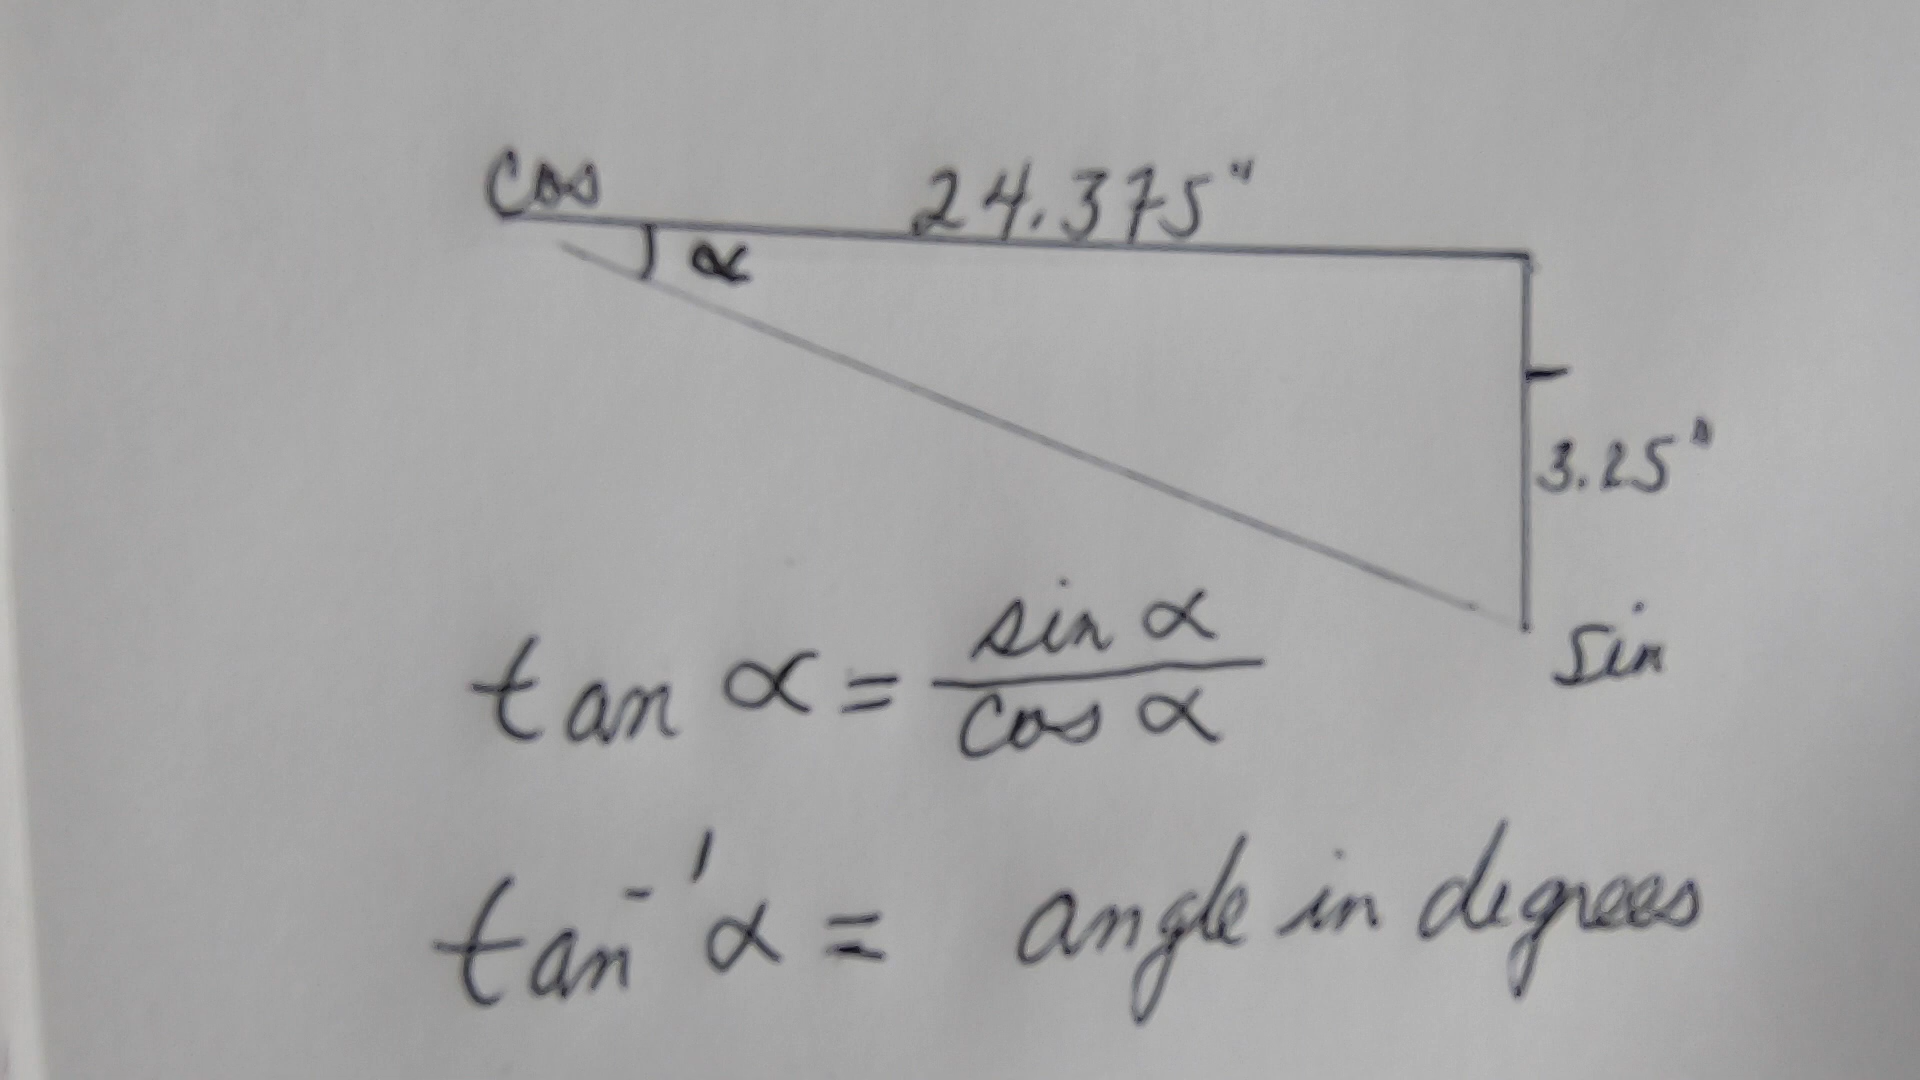 cos 24.375"
α
3.25"
sin
tan α = sin α / cos α
tan⁻¹ α = angle in degrees